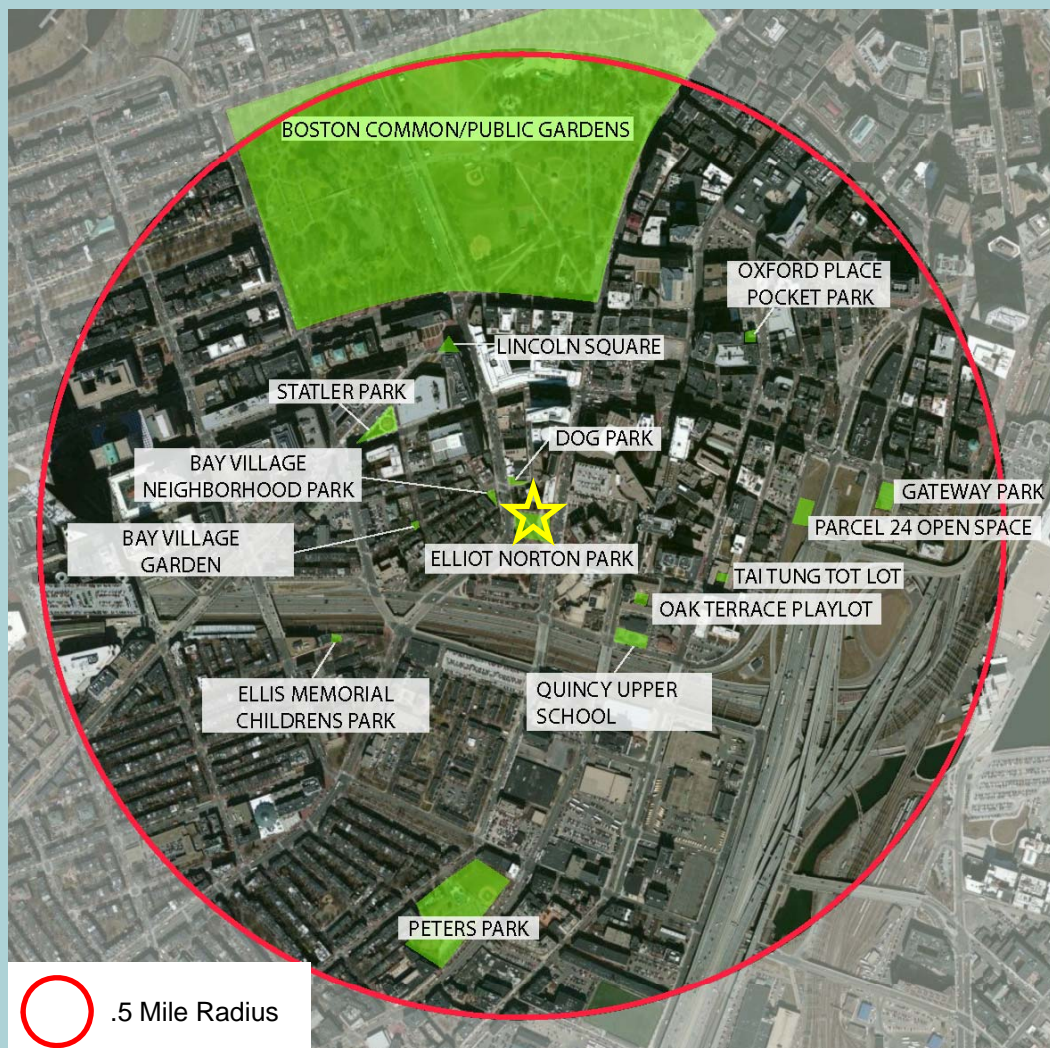 BOSTON COMMON/PUBLIC GARDENS
OXFORD PLACE
POCKET PARK
LINCOLN SQUARE
STATLER PARK
DOG PARK
BAY VILLAGE
NEIGHBORHOOD PARK
GATEWAY PARK
PARCEL 24 OPEN SPACE
BAY VILLAGE
GARDEN
ELLIOT NORTON PARK
TAI TUNG TOT LOT
OAK TERRACE PLAYLOT
ELLIS MEMORIAL
CHILDRENS PARK
QUINCY UPPER
SCHOOL
PETERS PARK
.5 Mile Radius